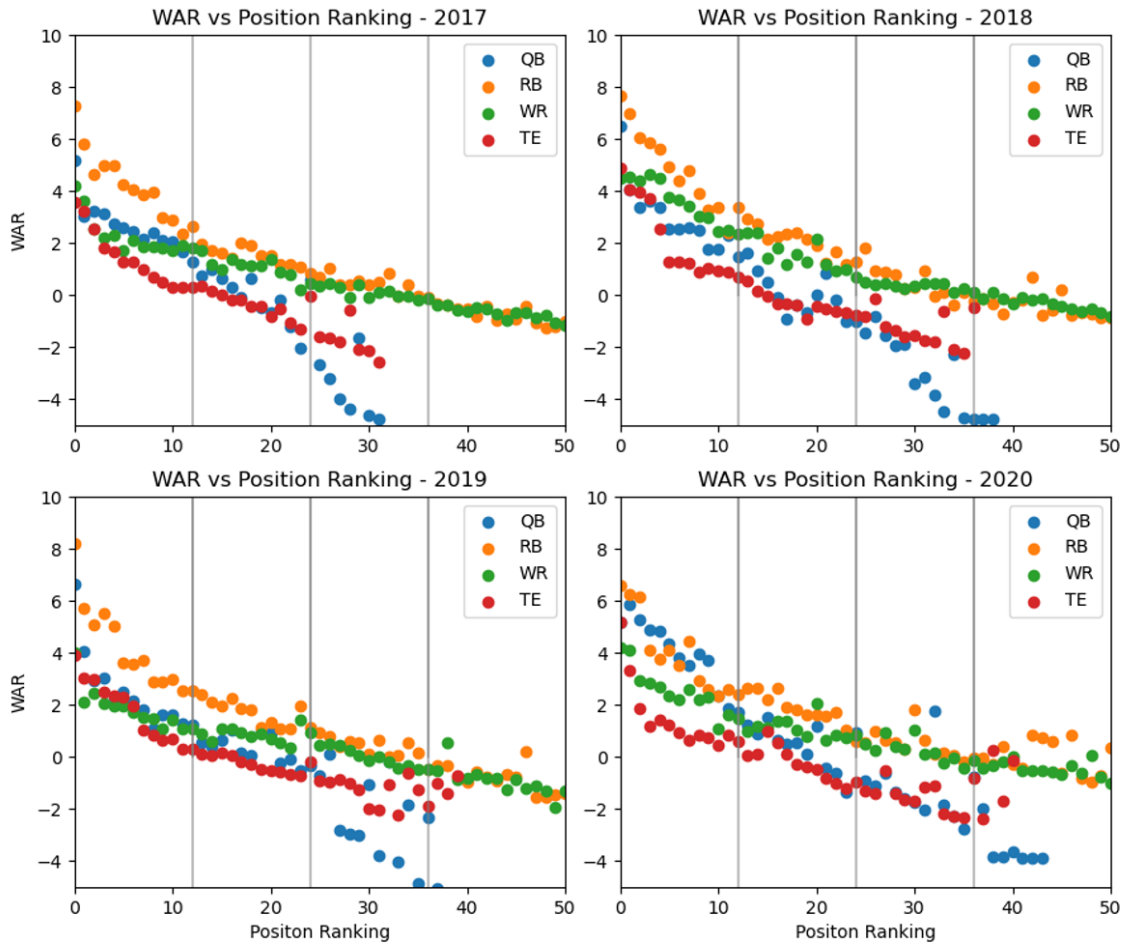 WAR vs Position Ranking - 2017
WAR
10
8
6
4
2
0
−2
−4
0
10
20
30
40
50
QB
RB
WR
TE
WAR vs Position Ranking - 2018
10
8
6
4
2
0
−2
−4
0
10
20
30
40
50
QB
RB
WR
TE
WAR vs Position Ranking - 2019
WAR
10
8
6
4
2
0
−2
−4
0
10
20
30
40
50
Positon Ranking
QB
RB
WR
TE
WAR vs Position Ranking - 2020
10
8
6
4
2
0
−2
−4
0
10
20
30
40
50
Positon Ranking
QB
RB
WR
TE